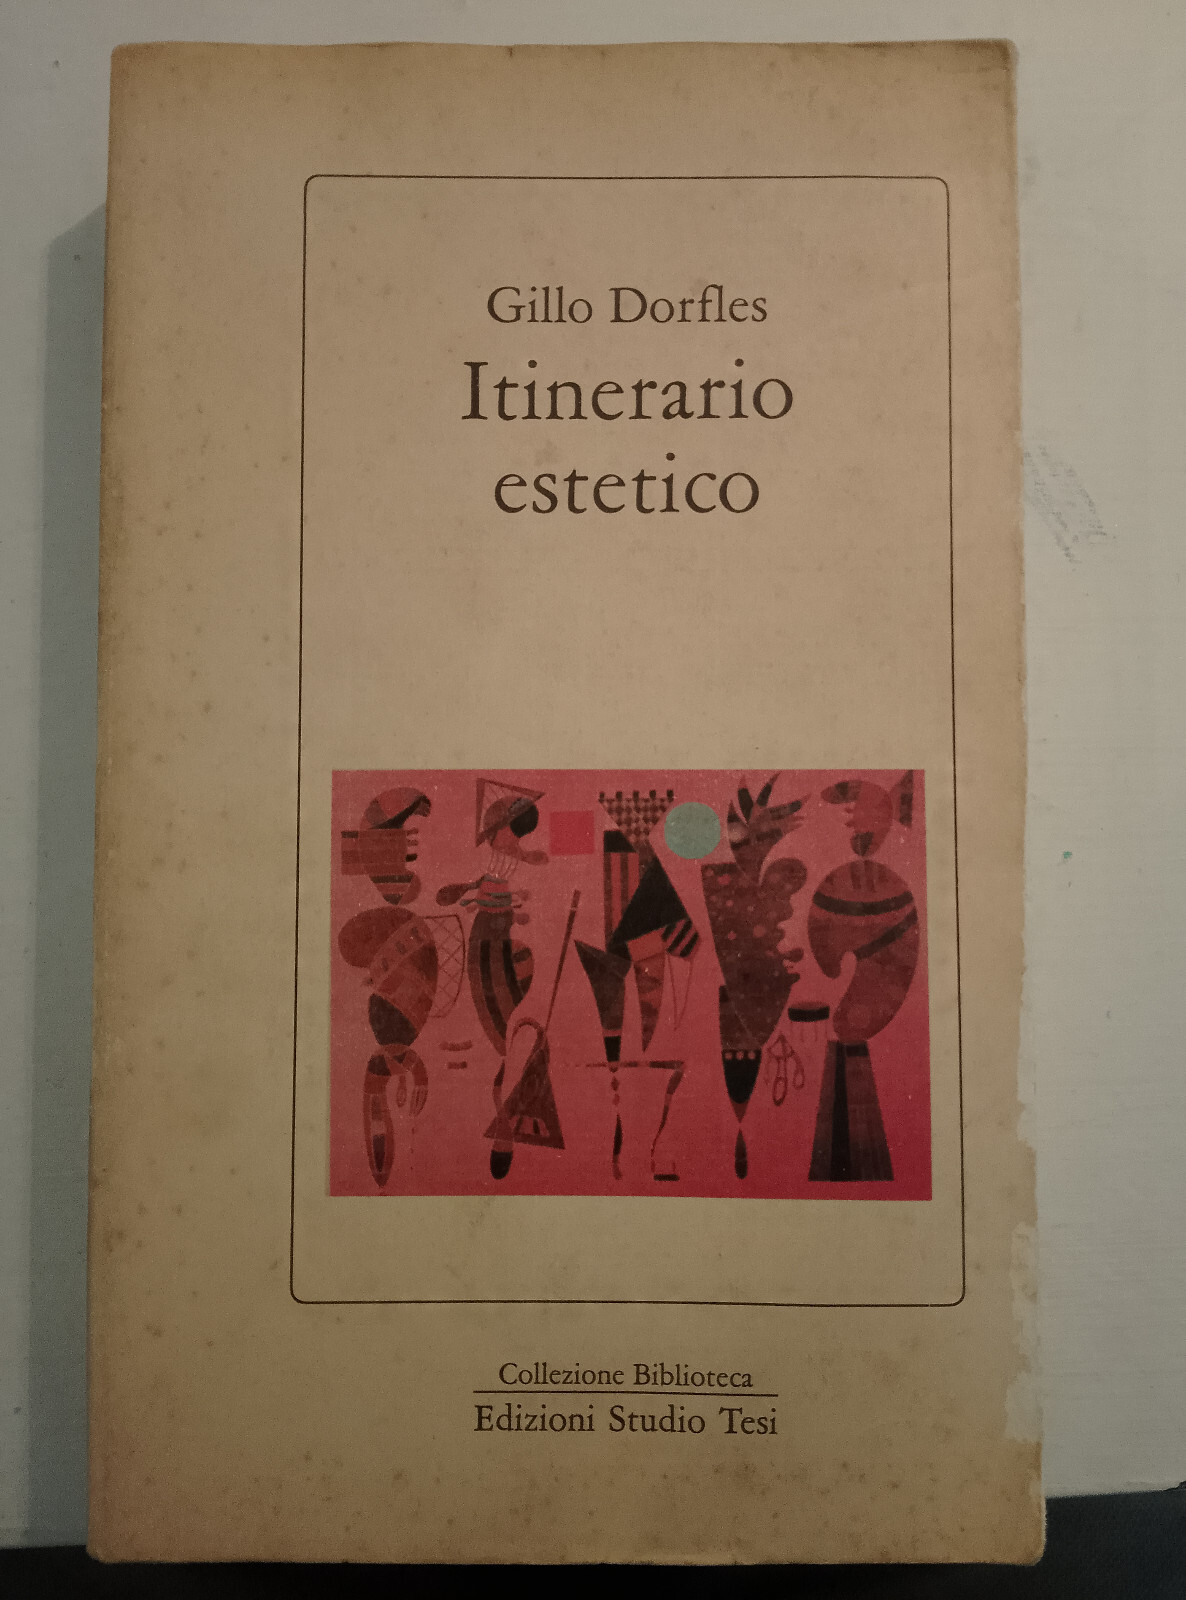 Gillo Dorfles
Itinerario
estetico
Collezione Biblioteca
Edizioni Studio Tesi